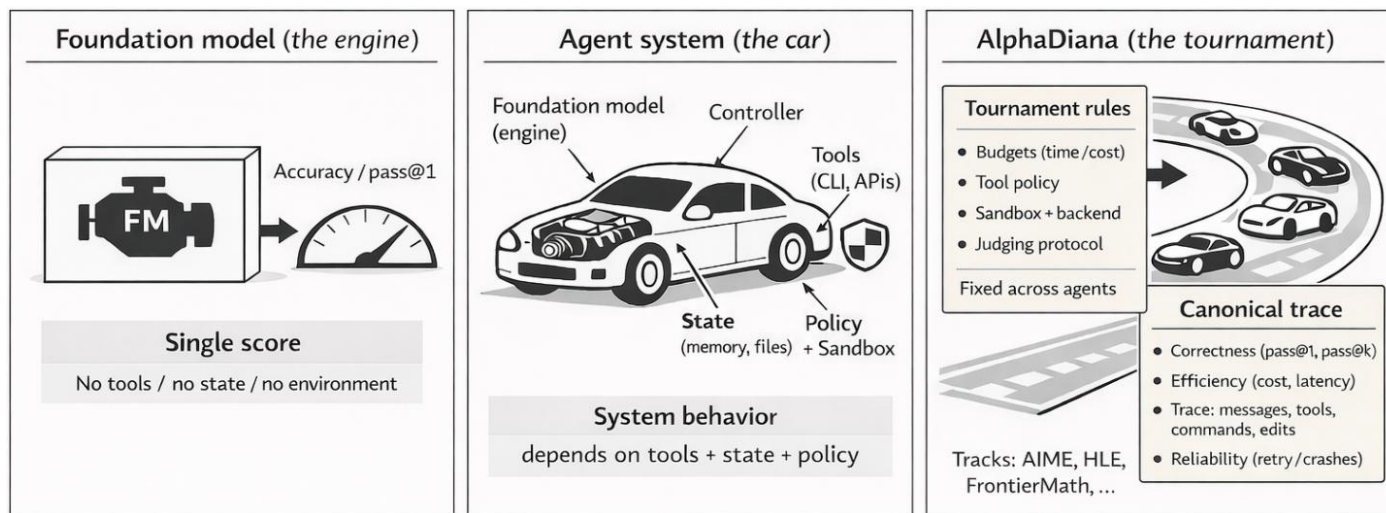 Foundation model (the engine)
FM
Accuracy / pass@1
Single score
No tools / no state / no environment
Agent system (the car)
Foundation model
(engine)
Controller
Tools
(CLI, APIs)
State
(memory, files)
Policy
+ Sandbox
System behavior
depends on tools + state + policy
AlphaDiana (the tournament)
Tournament rules
• Budgets (time/cost)
• Tool policy
• Sandbox + backend
• Judging protocol
Fixed across agents
Canonical trace
• Correctness (pass@1, pass@k)
• Efficiency (cost, latency)
• Trace: messages, tools,
commands, edits
• Reliability (retry/crashes)
Tracks: AIME, HLE,
FrontierMath, ...